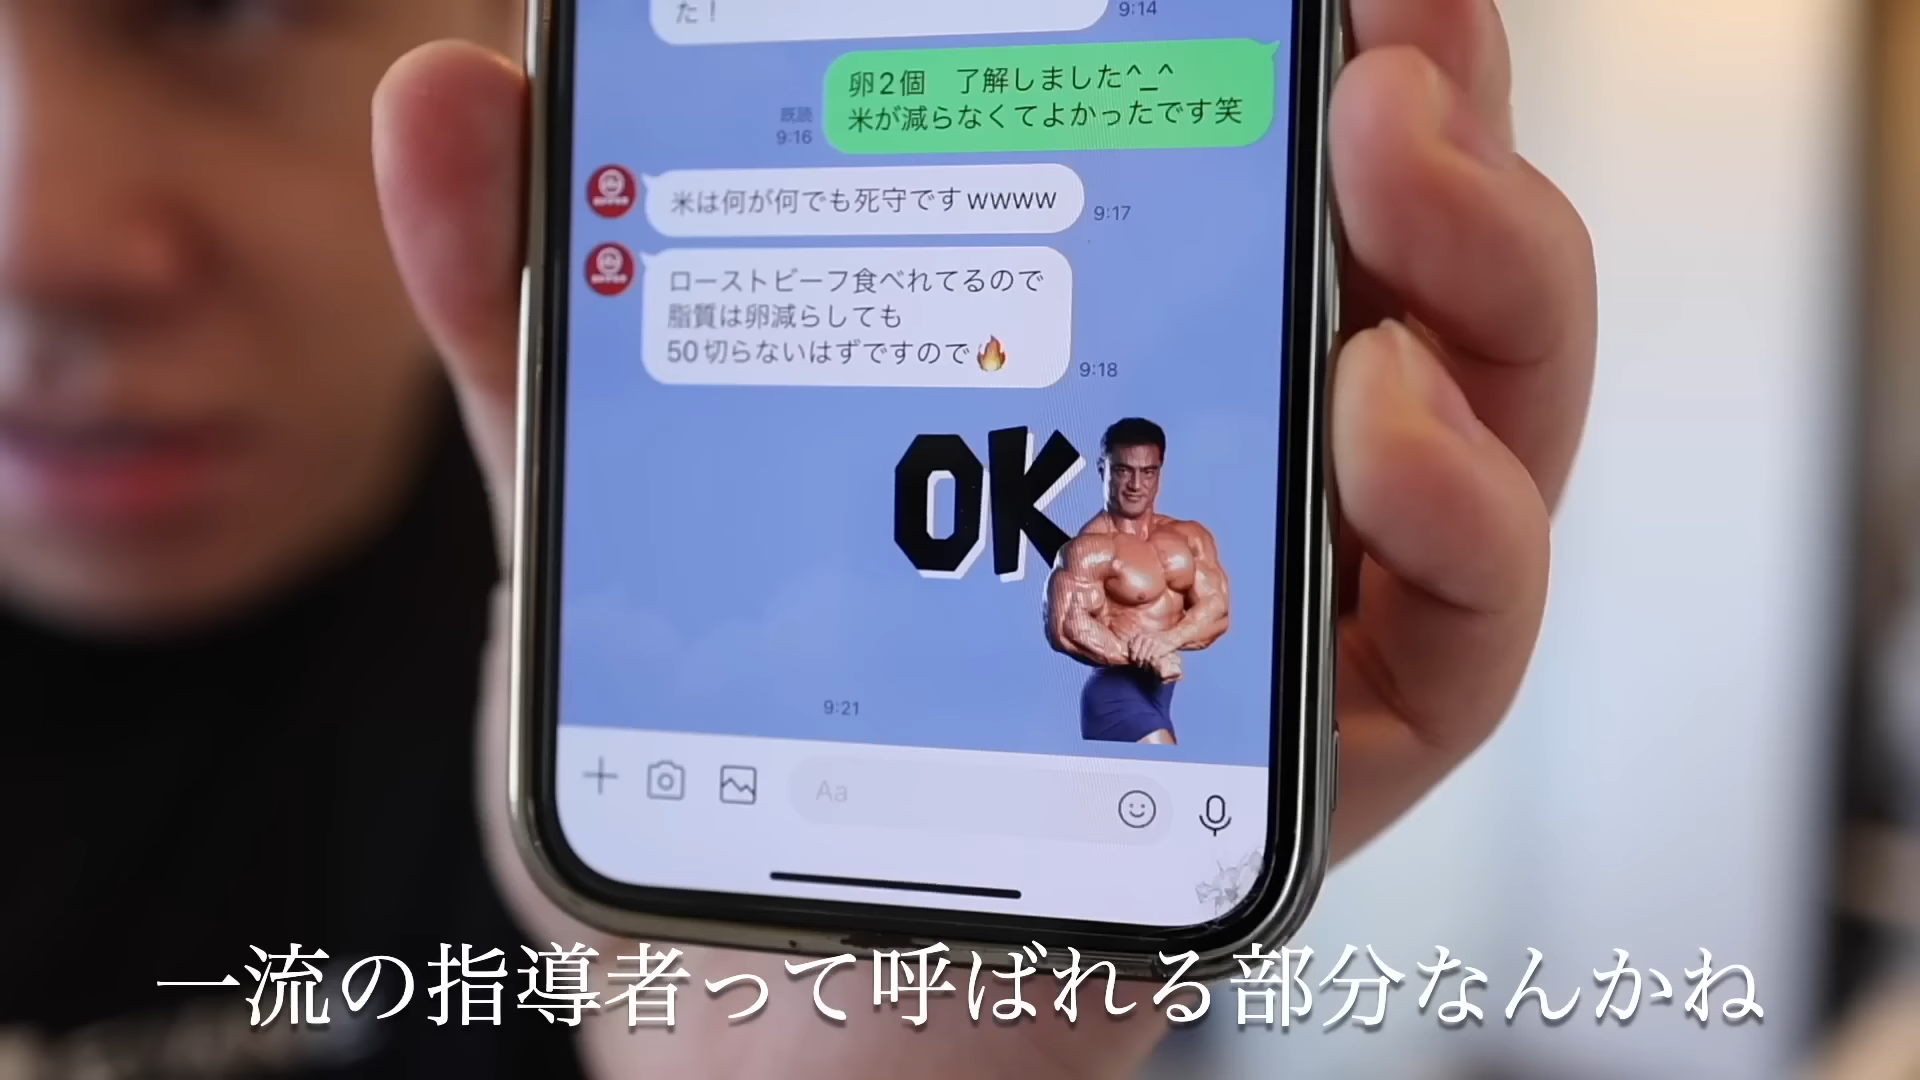 た！
9:14
卵2個　了解しました^_^
米が減らなくてよかったです笑
既読
9:16
米は何が何でも死守ですwwww
9:17
ローストビーフ食べれてるので
脂質は卵減らしても
50切らないはずですので🔥
9:18
OK
9:21
Aa
一流の指導者って呼ばれる部分なんかね